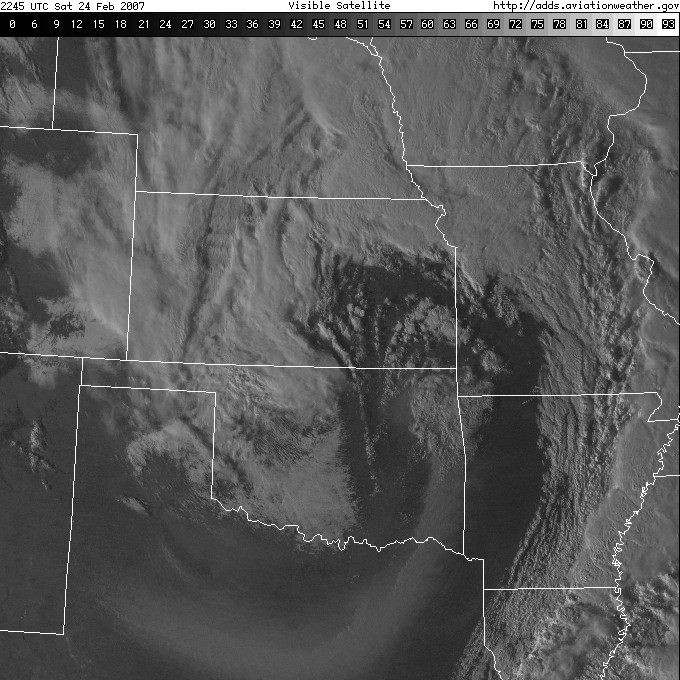 2245 UTC Sat 24 Feb 2007 Visible Satellite http://adds.aviationweather.gov
0 6 9 12 15 18 21 24 27 30 33 36 39 42 45 48 51 54 57 60 63 66 69 72 75 78 81 84 87 90 93